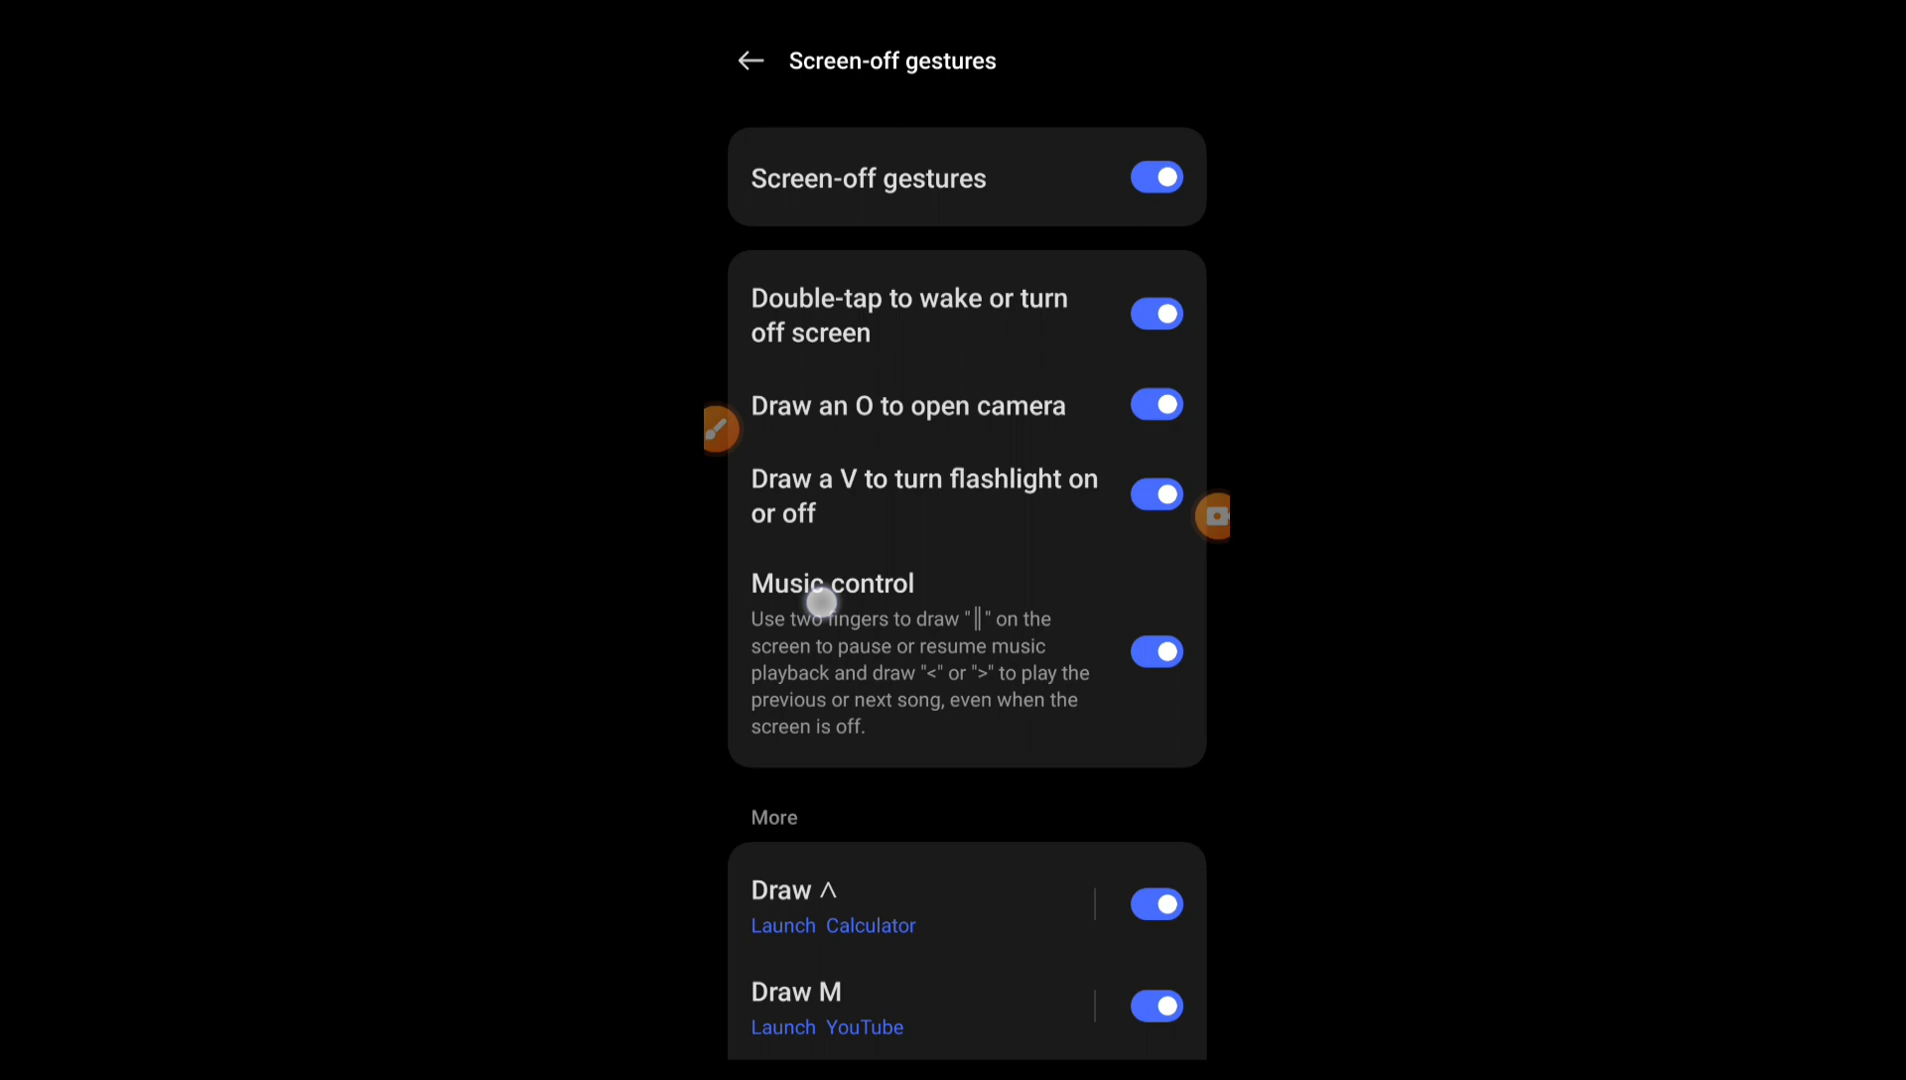 Screen-off gestures
Screen-off gestures
Double-tap to wake or turn
off screen
Draw an O to open camera
Draw a V to turn flashlight on
or off
Music control
Use two fingers to draw "||" on the
screen to pause or resume music
playback and draw "<" or ">" to play the
previous or next song, even when the
screen is off.
More
Draw ^
Launch Calculator
Draw M
Launch YouTube